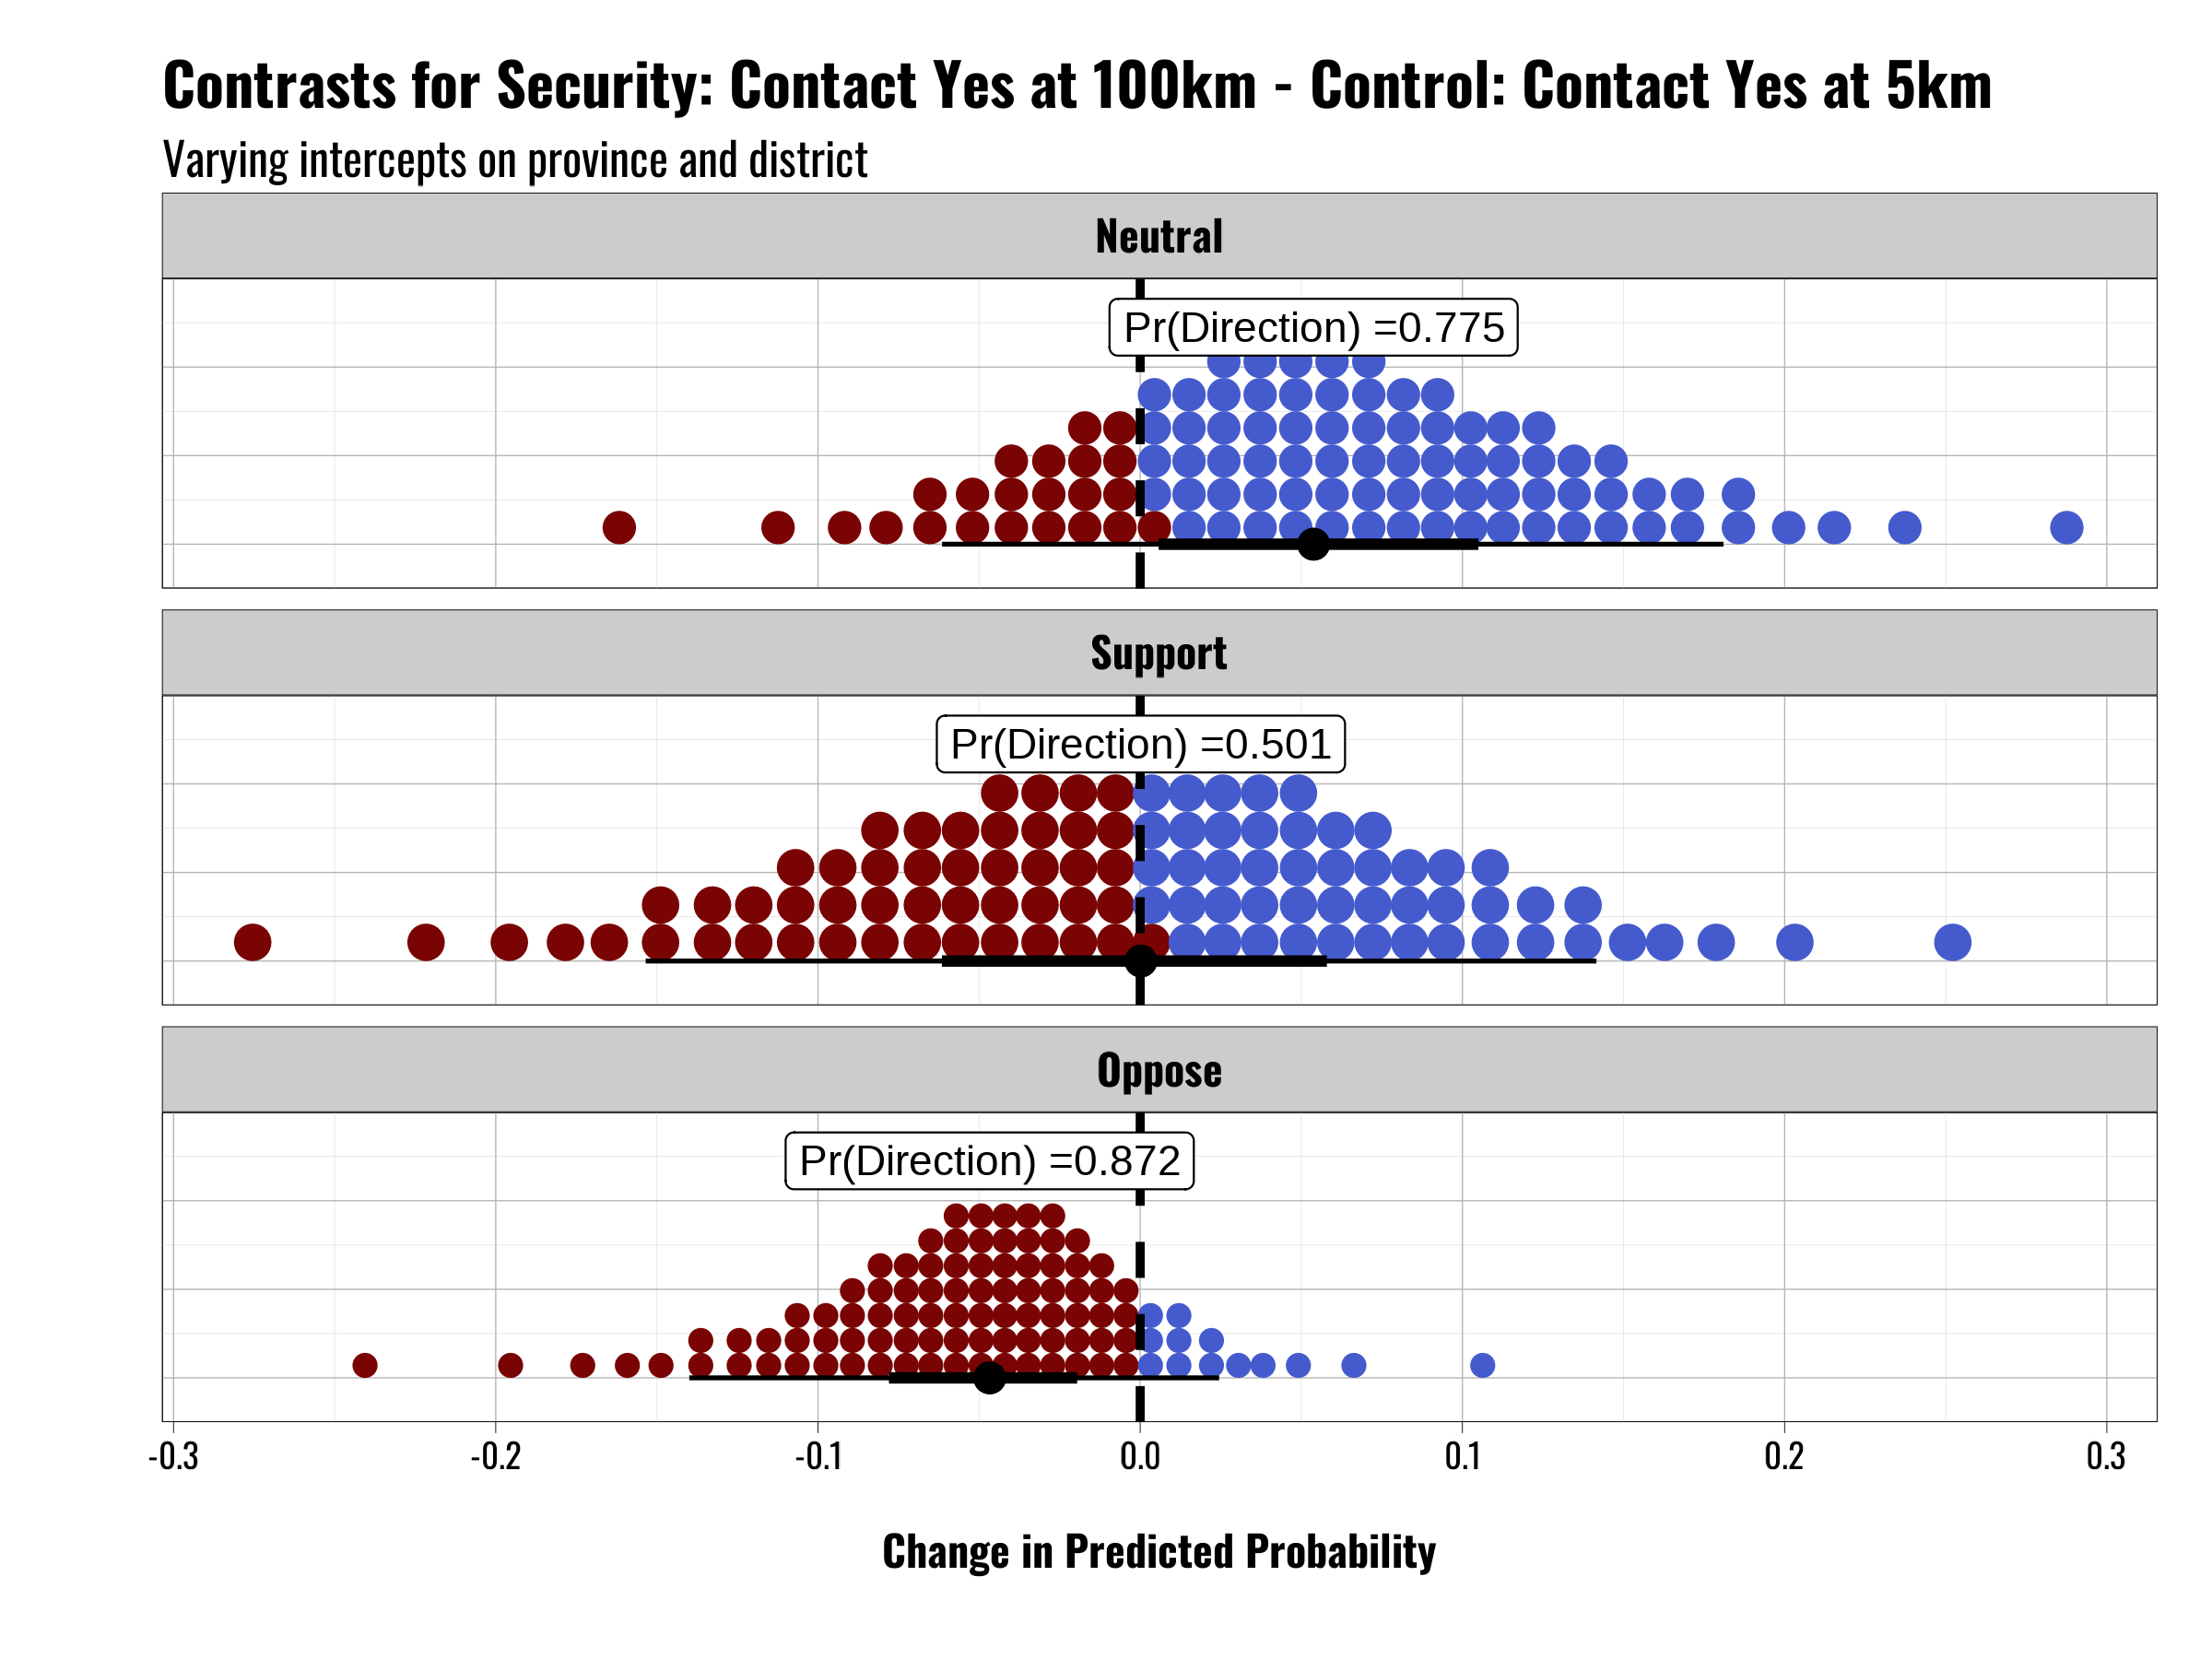 Contrasts for Security: Contact Yes at 100km - Control: Contact Yes at 5km
Varying intercepts on province and district
Neutral
Pr(Direction) =0.775
Support
Pr(Direction) =0.501
Oppose
Pr(Direction) =0.872
-0.3 -0.2 -0.1 0.0 0.1 0.2 0.3
Change in Predicted Probability